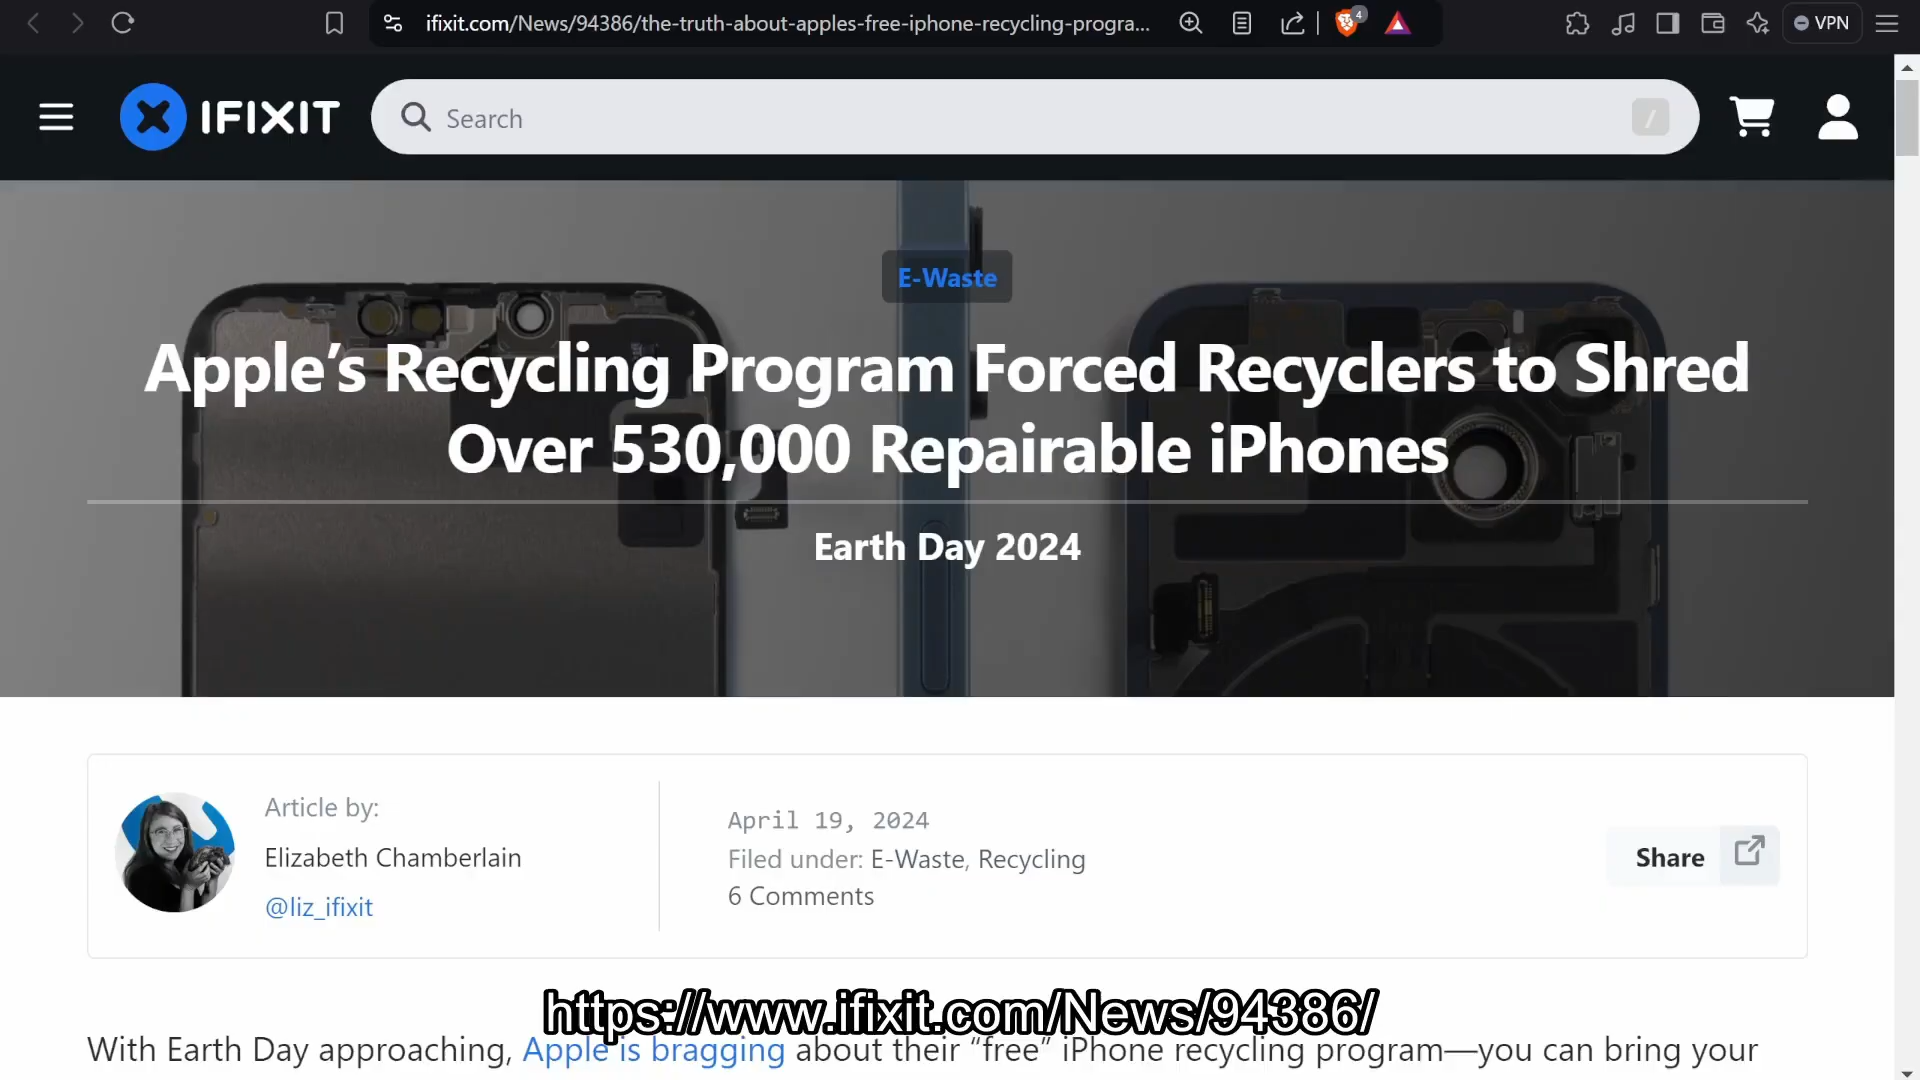 ifixit.com/News/94386/the-truth-about-apples-free-iphone-recycling-progra...
4
VPN
IFIXIT
Search
/
E-Waste
Apple's Recycling Program Forced Recyclers to Shred
Over 530,000 Repairable iPhones
Earth Day 2024
Article by:
Elizabeth Chamberlain
@liz_ifixit
April 19, 2024
Filed under: E-Waste, Recycling
6 Comments
Share
https://www.ifixit.com/News/94386/
With Earth Day approaching, Apple is bragging about their “free” iPhone recycling program—you can bring your